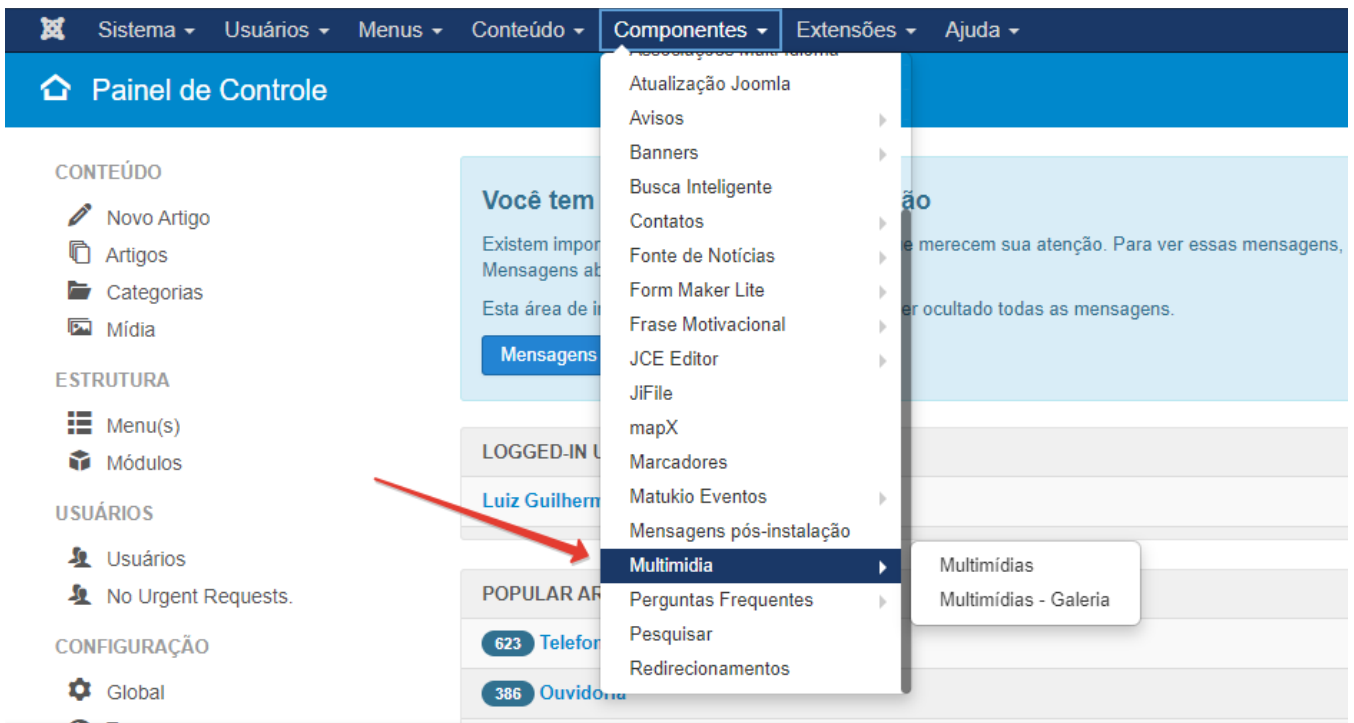 Sistema Usuários Menus Conteúdo Componentes Extensões Ajuda
Painel de Controle
CONTEÚDO
Novo Artigo
Artigos
Categorias
Mídia
ESTRUTURA
Menu(s)
Módulos
USUÁRIOS
Usuários
No Urgent Requests.
CONFIGURAÇÃO
Global
Associações Multi-Idioma
Atualização Joomla
Avisos
Banners
Busca Inteligente
Contatos
Fonte de Notícias
Form Maker Lite
Frase Motivacional
JCE Editor
JiFile
mapX
Marcadores
Matukio Eventos
Mensagens pós-instalação
Multimidia
Perguntas Frequentes
Pesquisar
Redirecionamentos
Multimídias
Multimídias - Galeria
Você tem ão
Existem impor e merecem sua atenção. Para ver essas mensagens,
Mensagens ab
Esta área de i er ocultado todas as mensagens.
Mensagens
LOGGED-IN U
Luiz Guilherm
POPULAR AR
623 Telefor
386 Ouvidoria